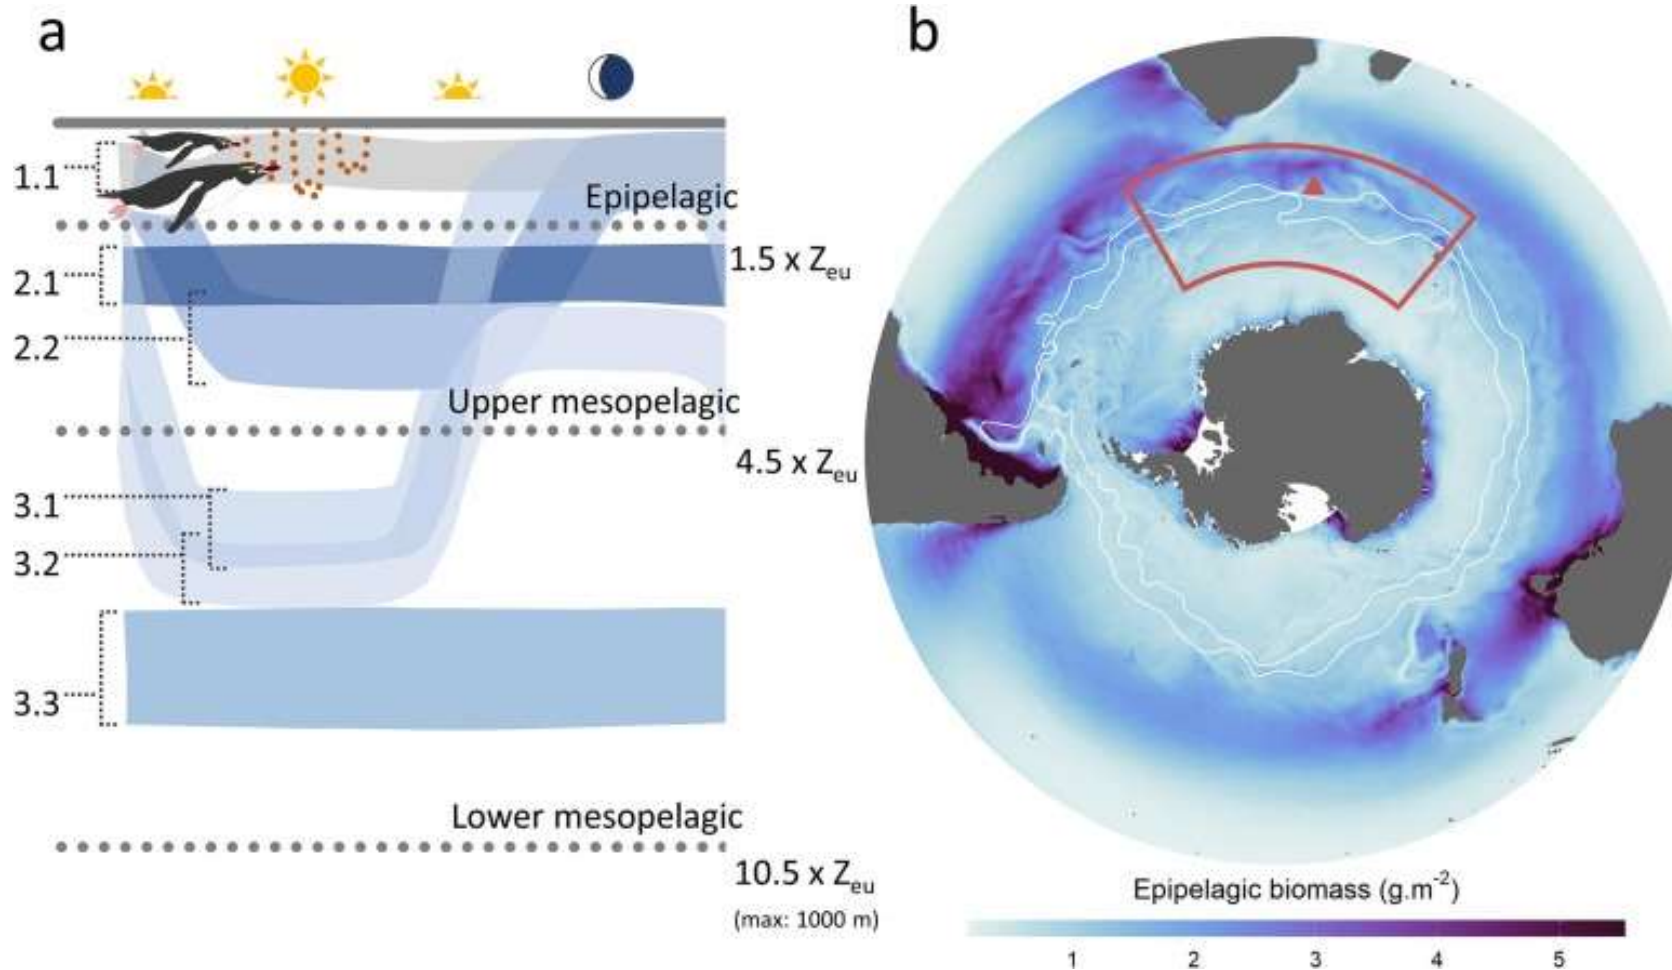 a
1.1
Epipelagic
1.5 x Z_eu
2.1
2.2
Upper mesopelagic
4.5 x Z_eu
3.1
3.2
3.3
Lower mesopelagic
10.5 x Z_eu
(max: 1000 m)
b
Epipelagic biomass (g.m⁻²)
1 2 3 4 5